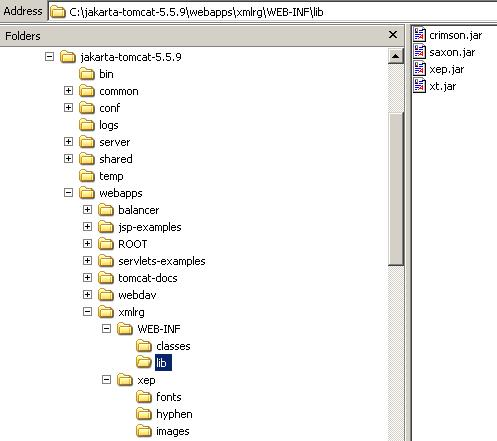 Address C:\jakarta-tomcat-5.5.9\webapps\xmlrg\WEB-INF\lib
Folders
jakarta-tomcat-5.5.9
bin
common
conf
logs
server
shared
temp
webapps
balancer
jsp-examples
ROOT
servlets-examples
tomcat-docs
webdav
xmlrg
WEB-INF
classes
lib
xep
fonts
hyphen
images
crimson.jar
saxon.jar
xep.jar
xt.jar